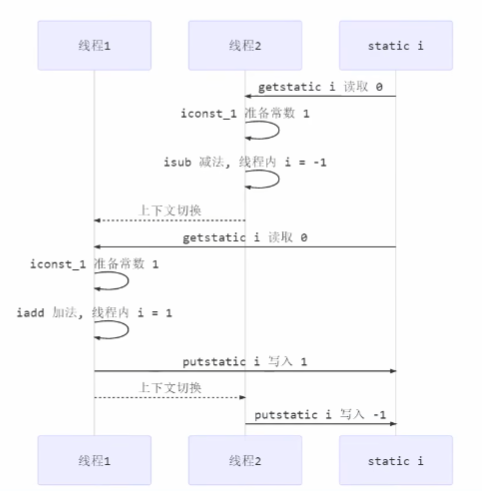 线程1 线程2 static i
getstatic i 读取 0
iconst_1 准备常数 1
isub 减法, 线程内 i = -1
上下文切换
getstatic i 读取 0
iconst_1 准备常数 1
iadd 加法, 线程内 i = 1
putstatic i 写入 1
上下文切换
putstatic i 写入 -1
线程1 线程2 static i